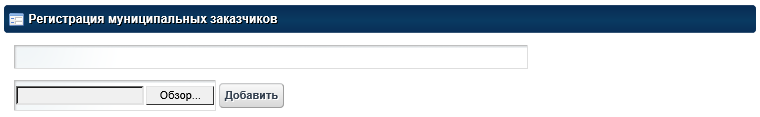 Регистрация муниципальных заказчиков
Обзор... Добавить